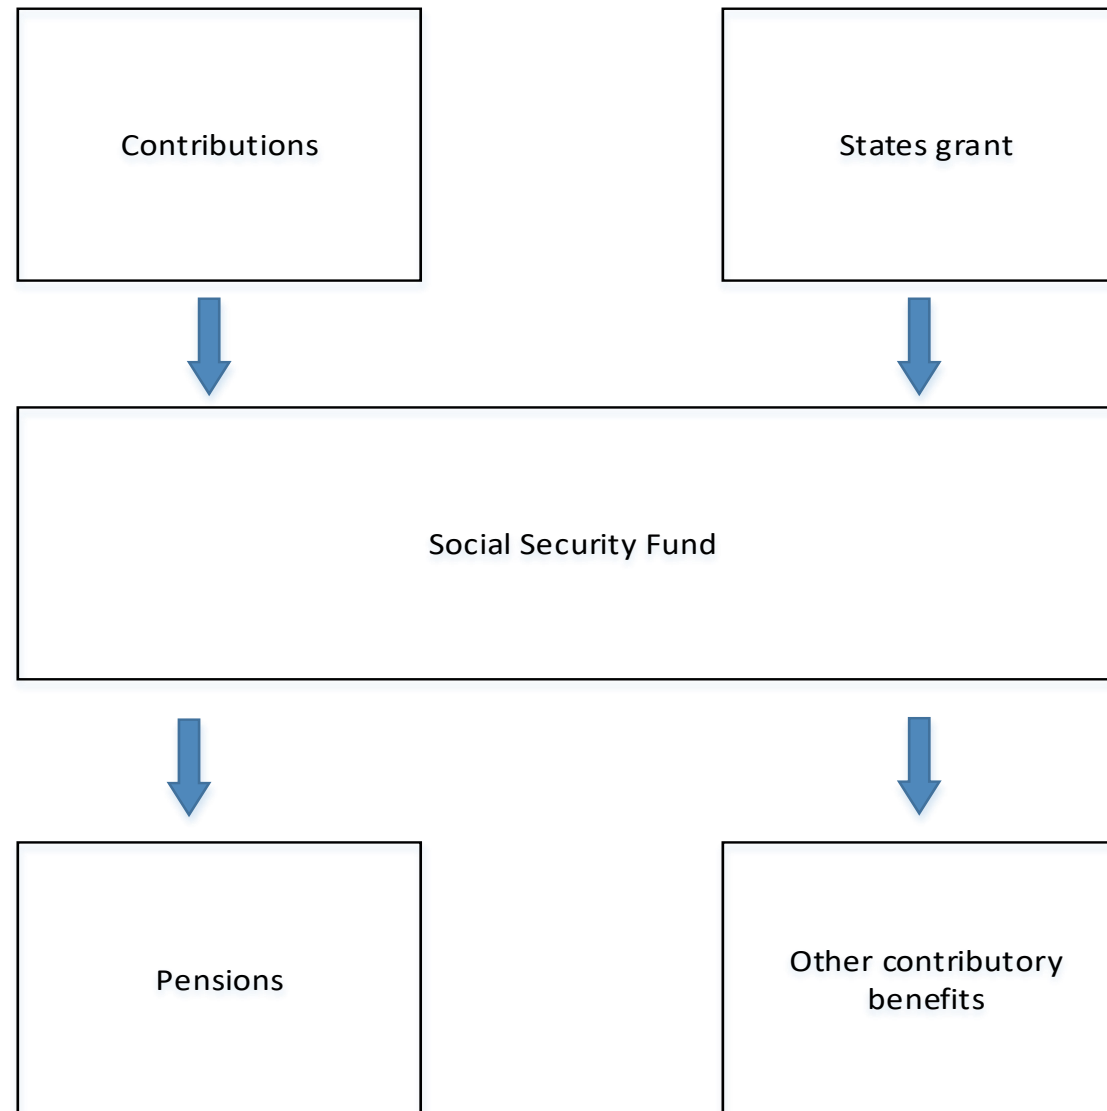 Contributions
States grant
Social Security Fund
Pensions
Other contributory
benefits